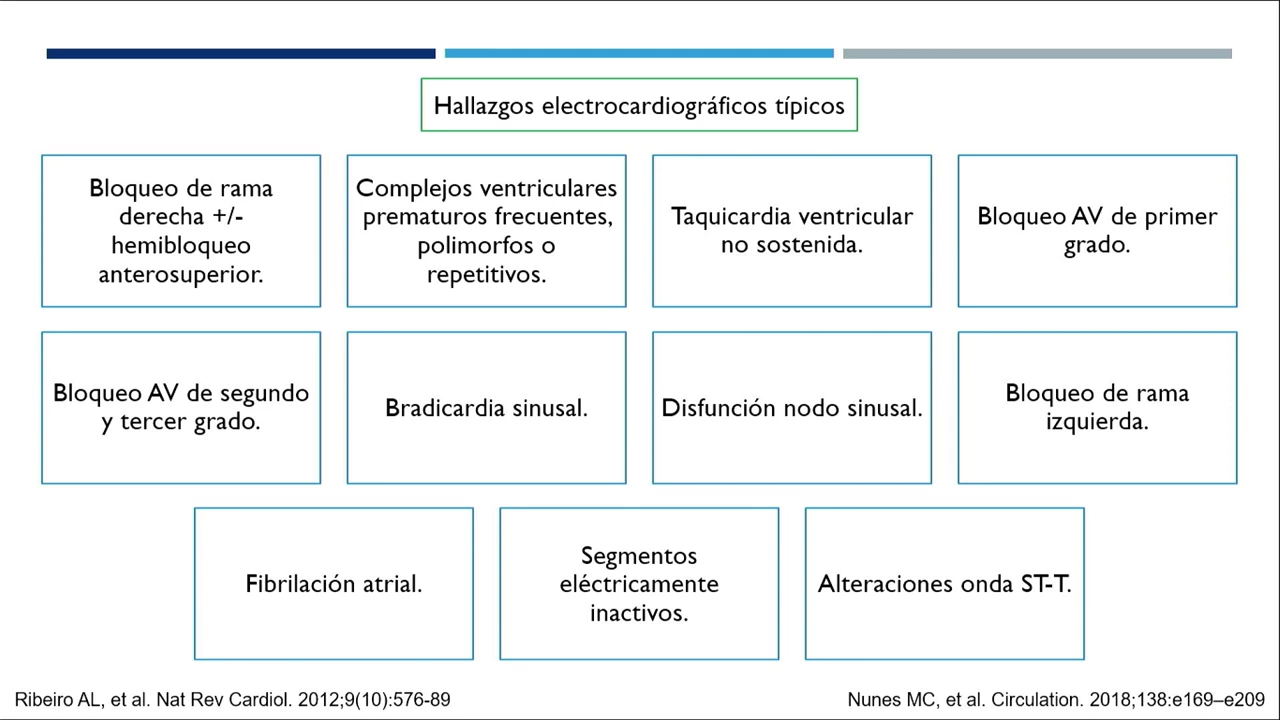 Hallazgos electrocardiográficos típicos
Bloqueo de rama
derecha +/-
hemibloqueo
anterosuperior.
Complejos ventriculares
prematuros frecuentes,
polimorfos o
repetitivos.
Taquicardia ventricular
no sostenida.
Bloqueo AV de primer
grado.
Bloqueo AV de segundo
y tercer grado.
Bradicardia sinusal.
Disfunción nodo sinusal.
Bloqueo de rama
izquierda.
Fibrilación atrial.
Segmentos
eléctricamente
inactivos.
Alteraciones onda ST-T.
Ribeiro AL, et al. Nat Rev Cardiol. 2012;9(10):576-89
Nunes MC, et al. Circulation. 2018;138:e169–e209